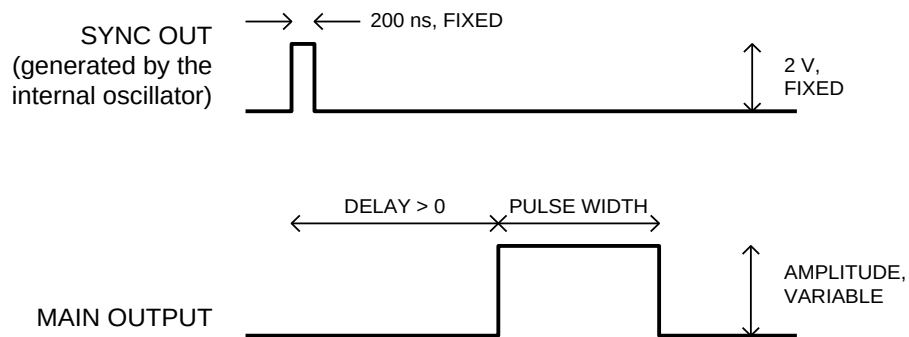 200 ns, FIXED
SYNC OUT
(generated by the
internal oscillator)
2 V,
FIXED
DELAY > 0
PULSE WIDTH
AMPLITUDE,
VARIABLE
MAIN OUTPUT